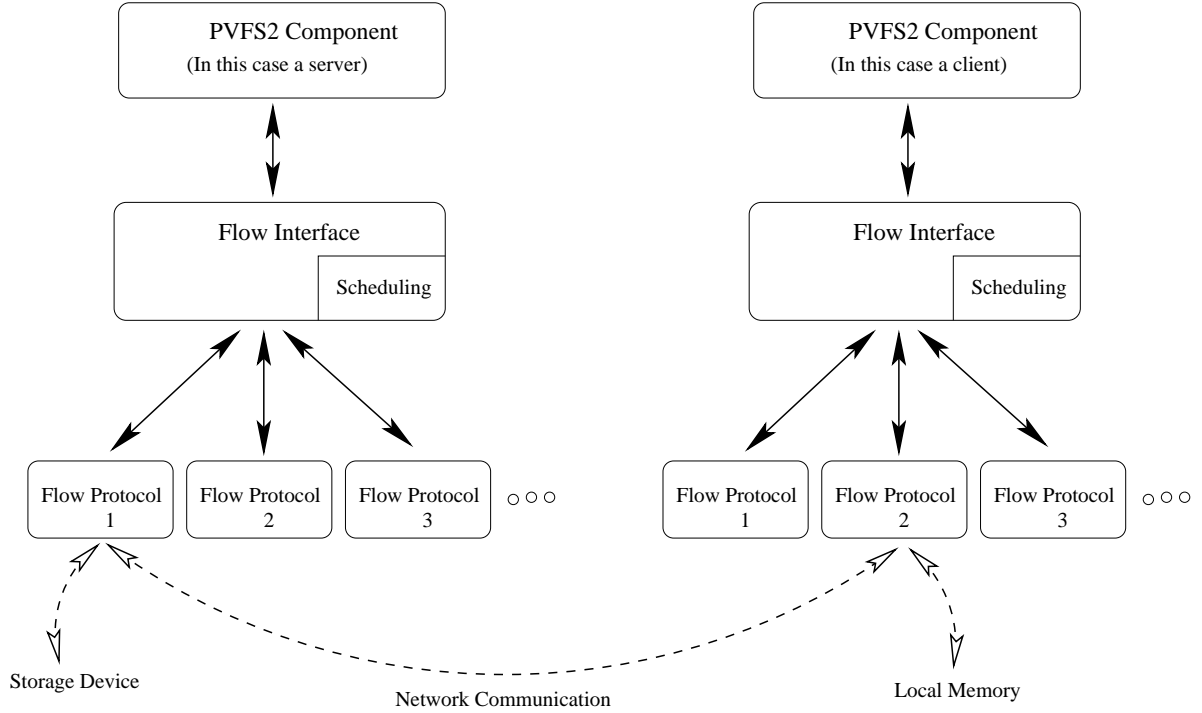 PVFS2 Component
(In this case a server)
PVFS2 Component
(In this case a client)
Flow Interface
Scheduling
Flow Interface
Scheduling
Flow Protocol
1
Flow Protocol
2
Flow Protocol
3
Flow Protocol
1
Flow Protocol
2
Flow Protocol
3
Storage Device
Network Communication
Local Memory